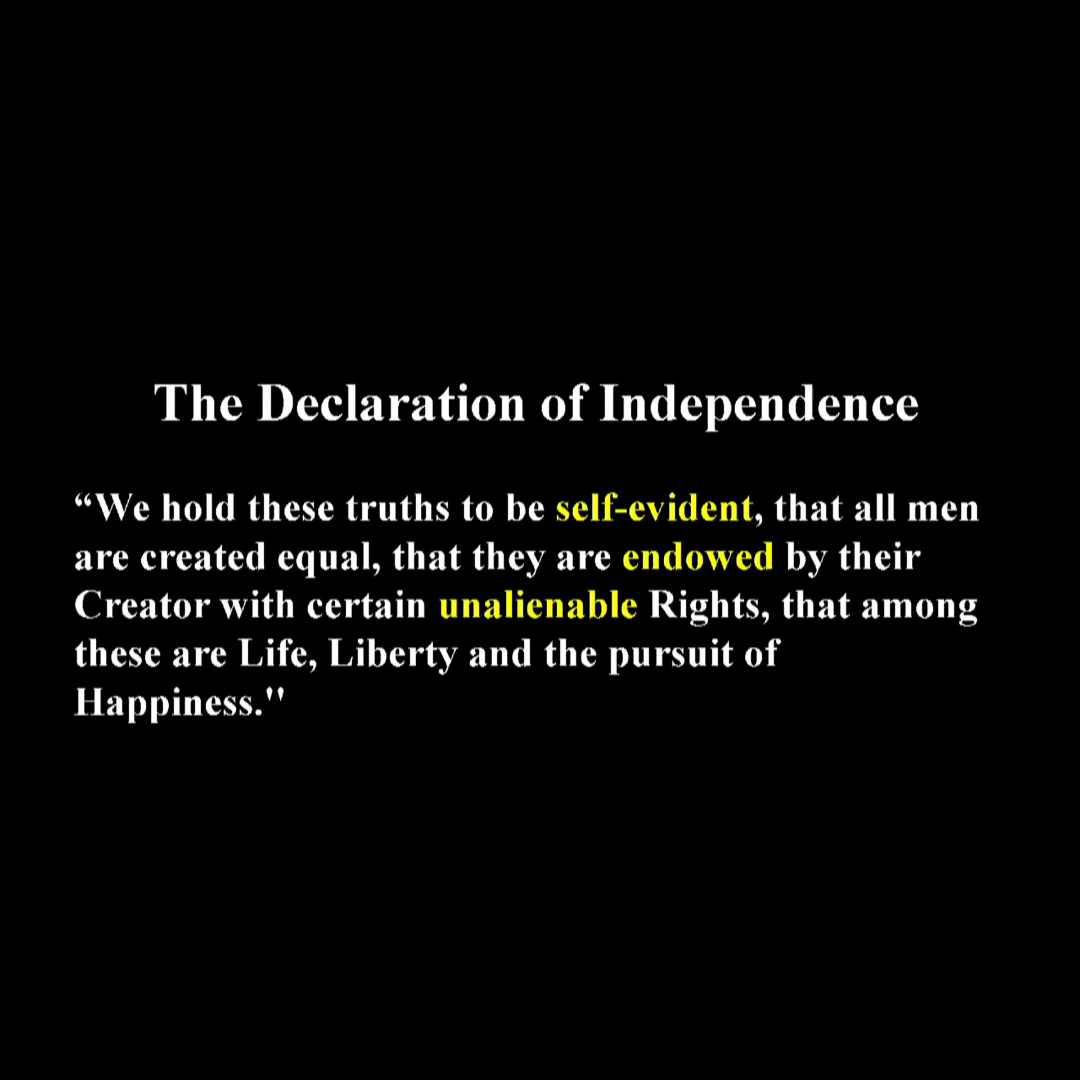 The Declaration of Independence
“We hold these truths to be self-evident, that all men
are created equal, that they are endowed by their
Creator with certain unalienable Rights, that among
these are Life, Liberty and the pursuit of
Happiness."